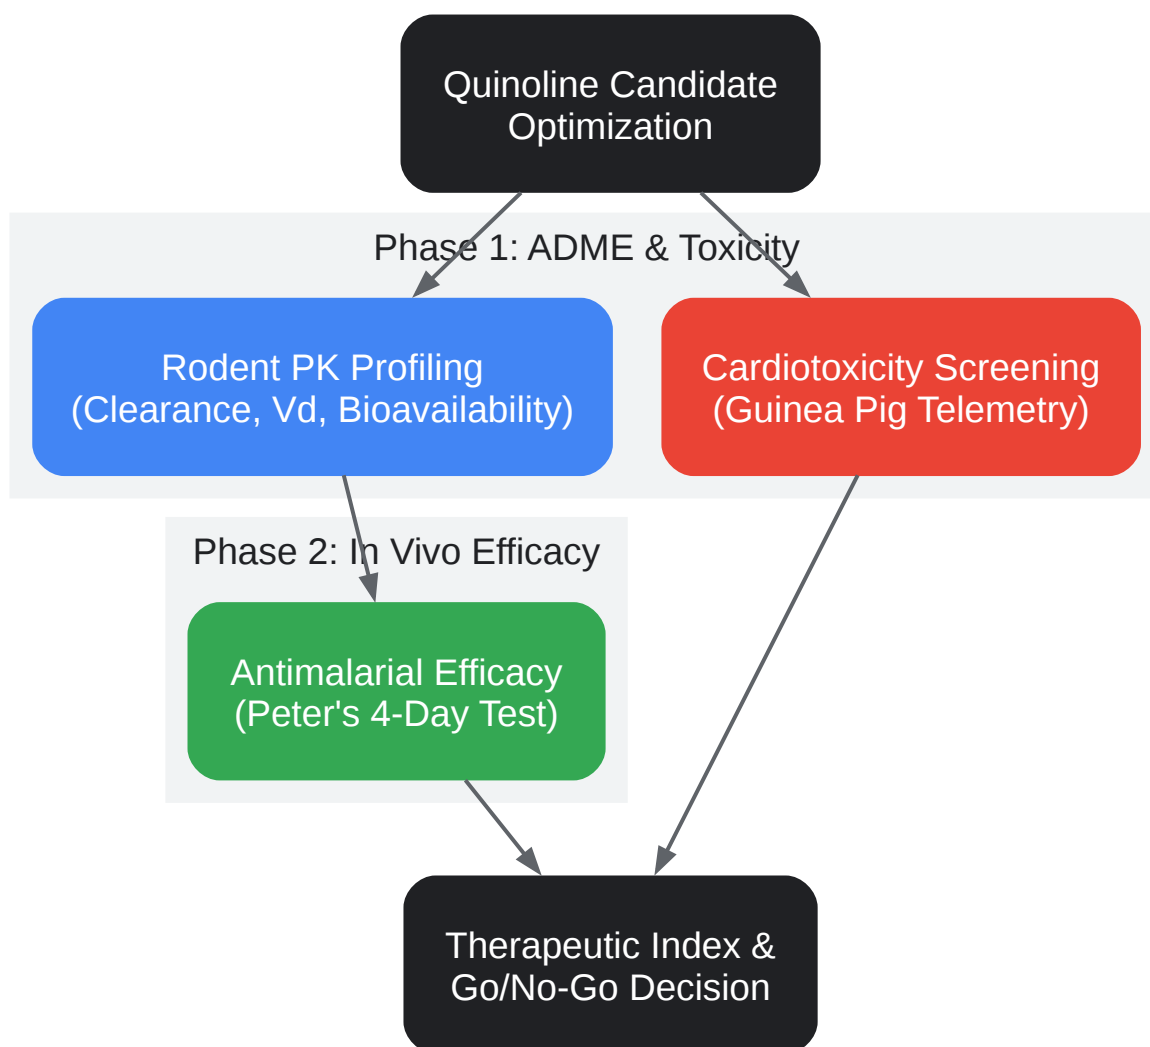 Quinoline Candidate
Optimization
Phase 1: ADME & Toxicity
Rodent PK Profiling
(Clearance, Vd, Bioavailability)
Cardiotoxicity Screening
(Guinea Pig Telemetry)
Phase 2: In Vivo Efficacy
Antimalarial Efficacy
(Peter's 4-Day Test)
Therapeutic Index &
Go/No-Go Decision